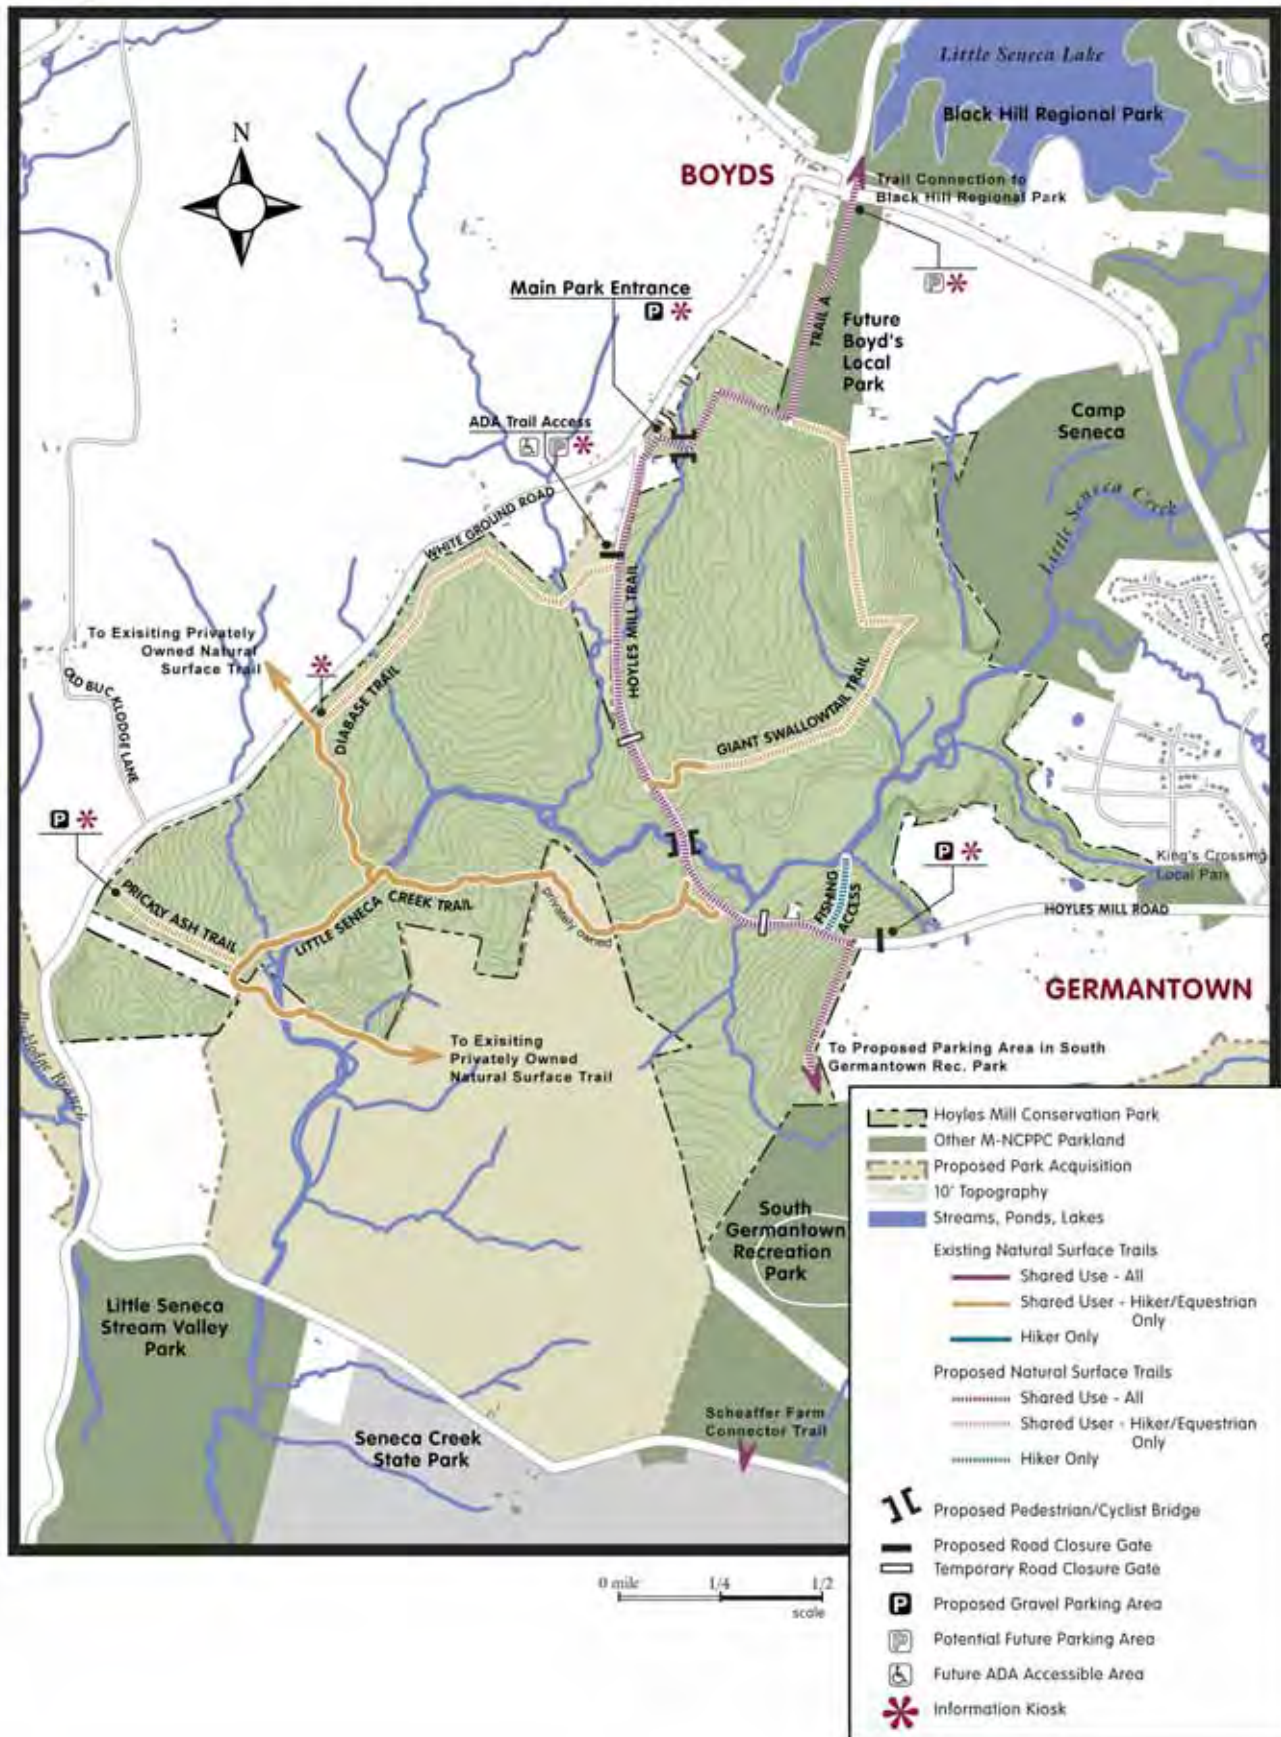 Little Seneca Lake
Black Hill Regional Park
N
BOYDS
Trail Connection to
Black Hill Regional Park
P
Main Park Entrance
P
TRAIL A
Future
Boyd's
Local
Park
Camp
Seneca
ADA Trail Access
P
Little Seneca Creek
WHITE GROUND ROAD
HOYLES MILL TRAIL
To Exisiting Privately
Owned Natural
Surface Trail
OLD BUCKLODGE LANE
DIABASE TRAIL
GIANT SWALLOWTAIL TRAIL
P
P
King's Crossing
Local Park
PRICKLY ASH TRAIL
LITTLE SENECA CREEK TRAIL
privately owned
FISHING
ACCESS
HOYLES MILL ROAD
GERMANTOWN
To Exisiting
Privately Owned
Natural Surface Trail
To Proposed Parking Area in South
Germantown Rec. Park
Branch
South
Germantown
Recreation
Park
Little Seneca
Stream Valley
Park
Seneca Creek
State Park
Scheaffer Farm
Connector Trail
Hoyles Mill Conservation Park
Other M-NCPPC Parkland
Proposed Park Acquisition
10' Topography
Streams, Ponds, Lakes
Existing Natural Surface Trails
Shared Use - All
Shared User - Hiker/Equestrian
Only
Hiker Only
Proposed Natural Surface Trails
Shared Use - All
Shared User - Hiker/Equestrian
Only
Hiker Only
Proposed Pedestrian/Cyclist Bridge
Proposed Road Closure Gate
Temporary Road Closure Gate
P Proposed Gravel Parking Area
P Potential Future Parking Area
Future ADA Accessible Area
Information Kiosk
0 mile 1/4 1/2
scale